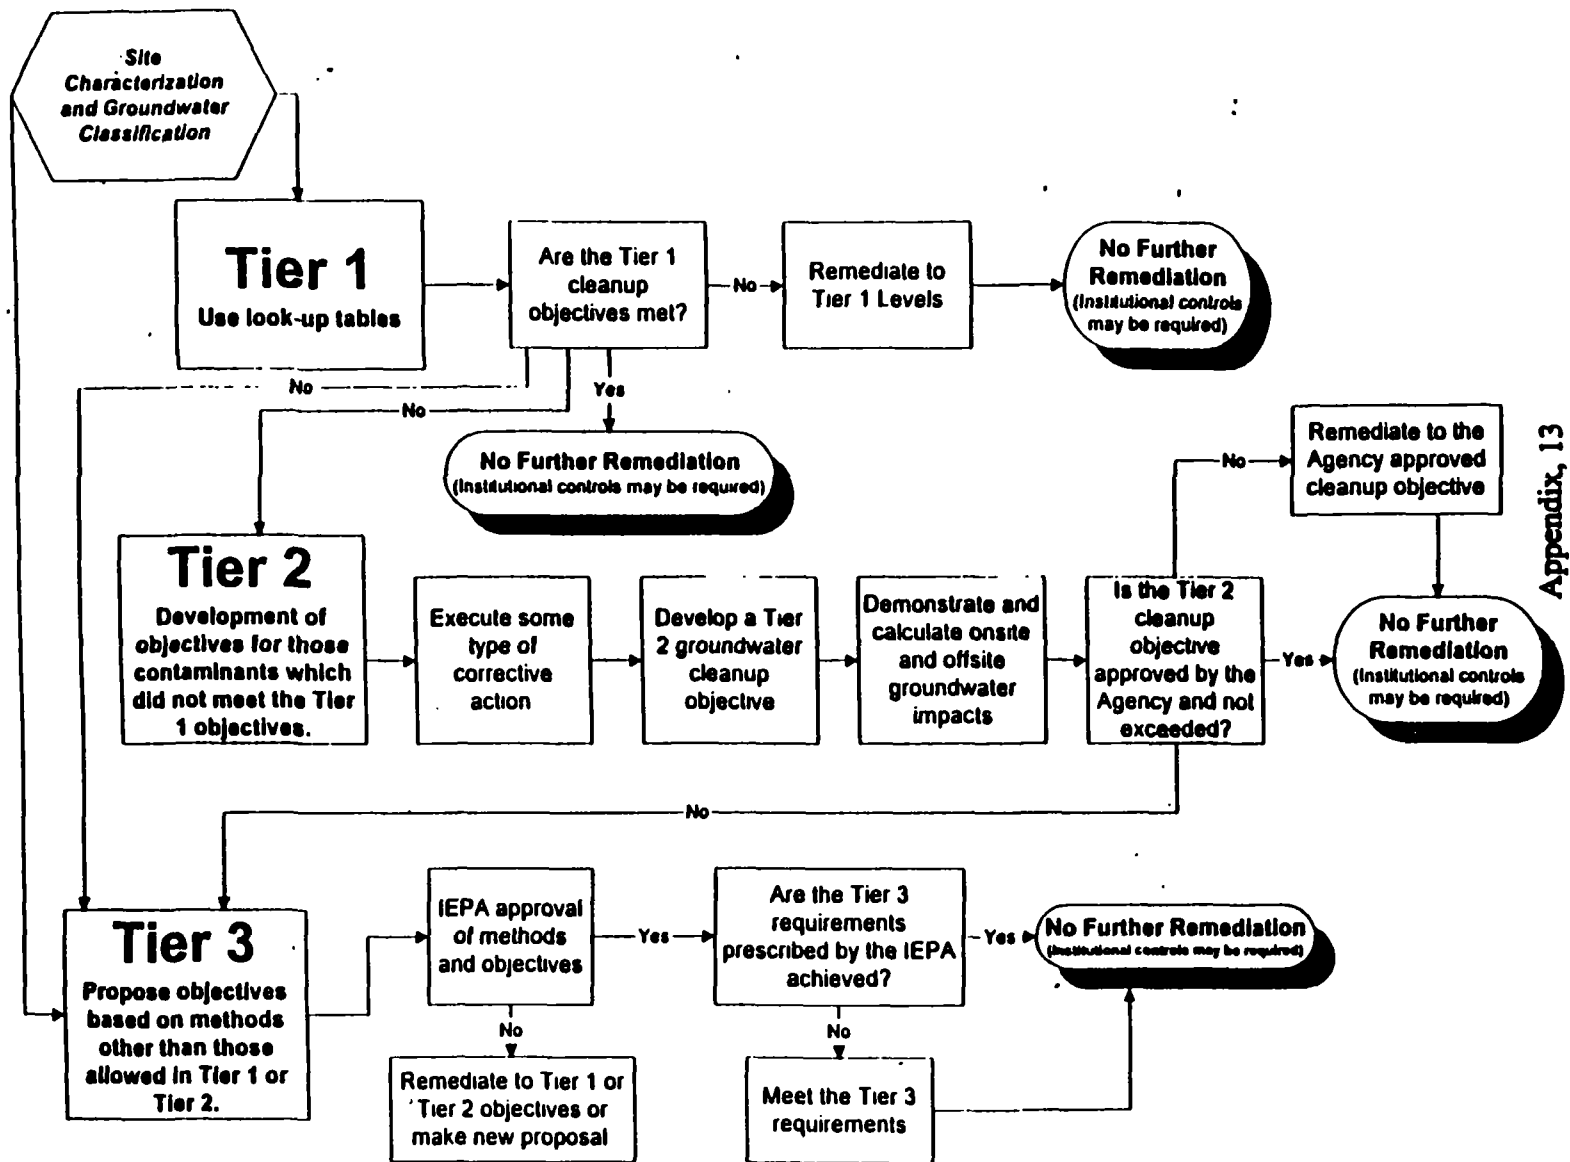 Site
Characterization
and Groundwater
Classification
Tier 1
Use look-up tables
Are the Tier 1
cleanup
objectives met?
No
Remediate to
Tier 1 Levels
No Further
Remediation
(Institutional controls
may be required)
No
No
Yes
No Further Remediation
(Institutional controls may be required)
Tier 2
Development of
objectives for those
contaminants which
did not meet the Tier
1 objectives.
Execute some
type of
corrective
action
Develop a Tier
2 groundwater
cleanup
objective
Demonstrate and
calculate onsite
and offsite
groundwater
impacts
Is the Tier 2
cleanup
objective
approved by the
Agency and not
exceeded?
No
Remediate to the
Agency approved
cleanup objective
Yes
No Further
Remediation
(Institutional controls
may be required)
Appendix, 13
No
Tier 3
Propose objectives
based on methods
other than those
allowed in Tier 1 or
Tier 2.
IEPA approval
of methods
and objectives
Yes
Are the Tier 3
requirements
prescribed by the IEPA
achieved?
Yes
No Further Remediation
(Institutional controls may be required)
No
Remediate to Tier 1 or
Tier 2 objectives or
make new proposal
No
Meet the Tier 3
requirements